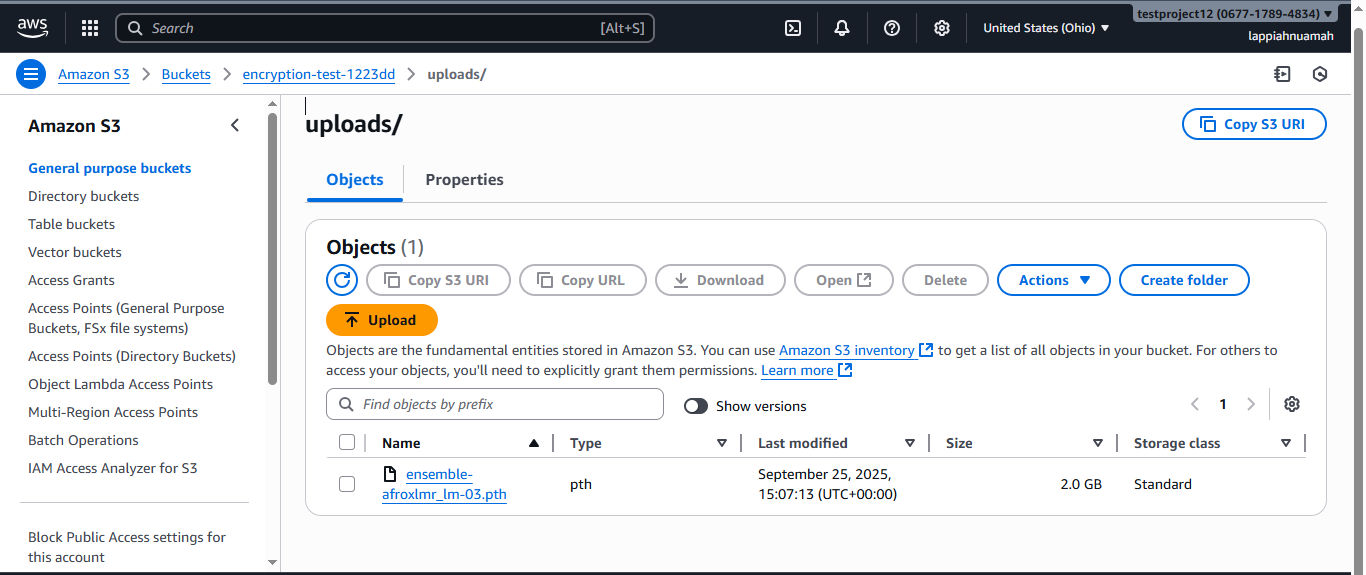 aws
Search
[Alt+S]
United States (Ohio)
testproject12 (0677-1789-4834)
lappiahnuamah
Amazon S3
Buckets
encryption-test-1223dd
uploads/
Amazon S3
General purpose buckets
Directory buckets
Table buckets
Vector buckets
Access Grants
Access Points (General Purpose
Buckets, FSx file systems)
Access Points (Directory Buckets)
Object Lambda Access Points
Multi-Region Access Points
Batch Operations
IAM Access Analyzer for S3
Block Public Access settings for
this account
uploads/
Copy S3 URI
Objects
Properties
Objects (1)
Copy S3 URI
Copy URL
Download
Open
Delete
Actions
Create folder
Upload
Objects are the fundamental entities stored in Amazon S3. You can use Amazon S3 inventory to get a list of all objects in your bucket. For others to
access your objects, you'll need to explicitly grant them permissions. Learn more
Find objects by prefix
Show versions
1
Name
Type
Last modified
Size
Storage class
ensemble-
afroxlmr_lm-03.pth
pth
September 25, 2025,
15:07:13 (UTC+00:00)
2.0 GB
Standard